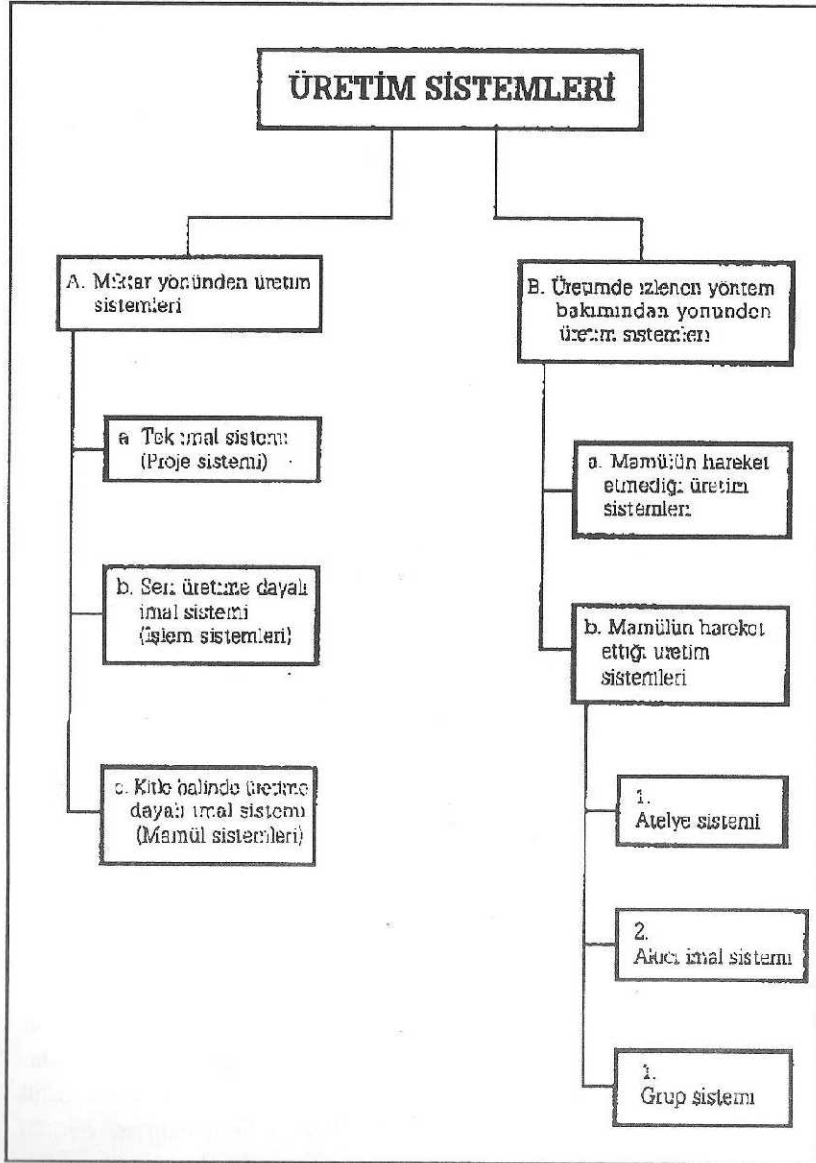 ÜRETİM SİSTEMLERİ
A. Miktar yönünden üretim
sistemleri
a. Tek imal sistemi
(Proje sistemi)
b. Seri üretime dayalı
imal sistemi
(İşlem sistemleri)
c. Kitle halinde üretime
dayalı imal sistemi
(Mamül sistemleri)
B. Üretimde izlenen yöntem
bakımından yönünden
üretim sistemleri
a. Mamülün hareket
etmediği üretim
sistemleri
b. Mamülün hareket
ettiği üretim
sistemleri
1.
Atelye sistemi
2.
Akıcı imal sistemi
1.
Grup sistemi